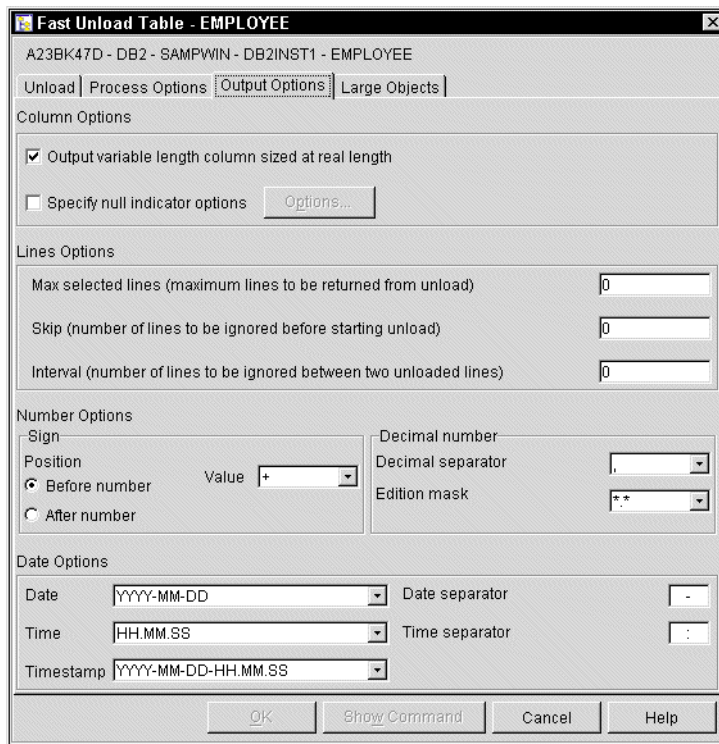 Fast Unload Table - EMPLOYEE
A23BK47D - DB2 - SAMPWIN - DB2INST1 - EMPLOYEE
Unload Process Options Output Options Large Objects
Column Options
Output variable length column sized at real length
Specify null indicator options Options...
Lines Options
Max selected lines (maximum lines to be returned from unload) 0
Skip (number of lines to be ignored before starting unload) 0
Interval (number of lines to be ignored between two unloaded lines) 0
Number Options
Sign
Position
Before number
After number
Value +
Decimal number
Decimal separator ,
Edition mask *.*
Date Options
Date YYYY-MM-DD Date separator -
Time HH.MM.SS Time separator :
Timestamp YYYY-MM-DD-HH.MM.SS
OK Show Command Cancel Help